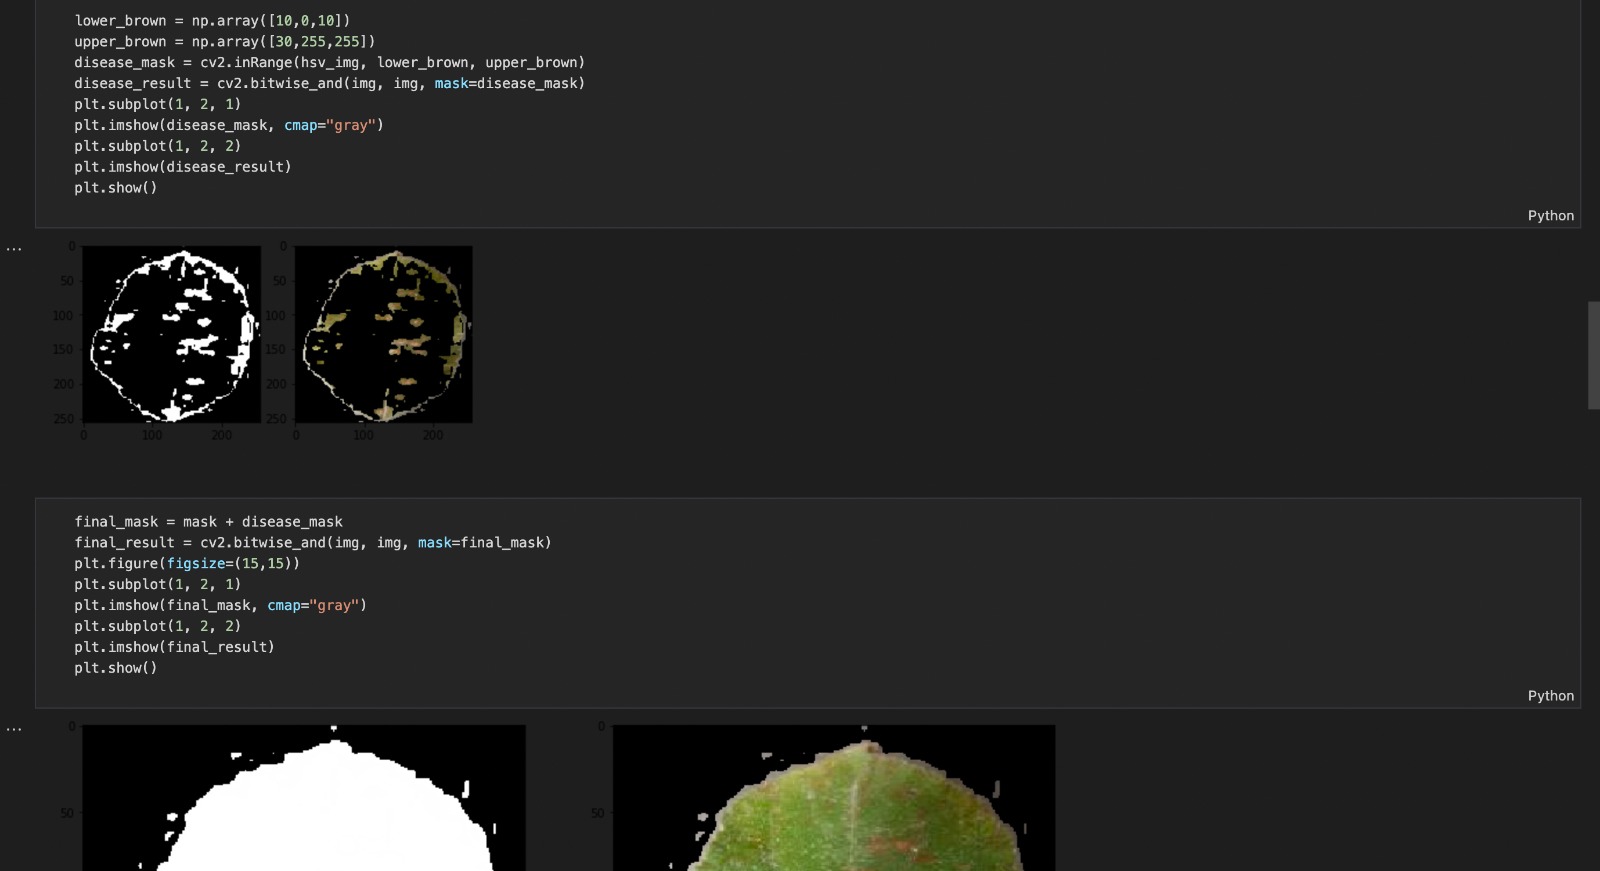 lower_brown = np.array([10,0,10])
upper_brown = np.array([30,255,255])
disease_mask = cv2.inRange(hsv_img, lower_brown, upper_brown)
disease_result = cv2.bitwise_and(img, img, mask=disease_mask)
plt.subplot(1, 2, 1)
plt.imshow(disease_mask, cmap="gray")
plt.subplot(1, 2, 2)
plt.imshow(disease_result)
plt.show()
Python
...
0 0
50 50
100 100
150 150
200 200
250 250
0 100 200 0 100 200
final_mask = mask + disease_mask
final_result = cv2.bitwise_and(img, img, mask=final_mask)
plt.figure(figsize=(15,15))
plt.subplot(1, 2, 1)
plt.imshow(final_mask, cmap="gray")
plt.subplot(1, 2, 2)
plt.imshow(final_result)
plt.show()
Python
...
0 0
50 50